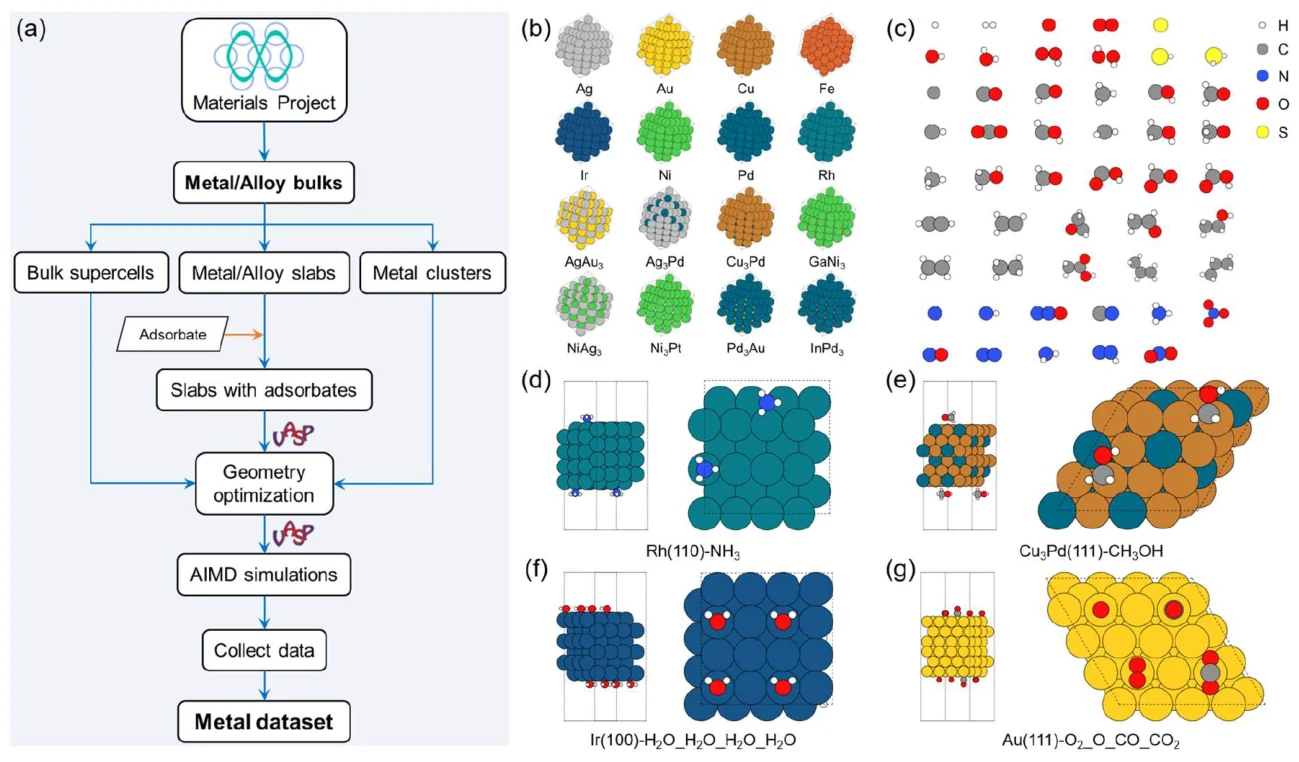 (a)
Materials Project
Metal/Alloy bulks
Bulk supercells
Metal/Alloy slabs
Metal clusters
Adsorbate
Slabs with adsorbates
VASP
Geometry
optimization
VASP
AIMD simulations
Collect data
Metal dataset
(b)
Ag Au Cu Fe
Ir Ni Pd Rh
AgAu₃ Ag₃Pd Cu₃Pd GaNi₃
NiAg₃ Ni₃Pt Pd₃Au InPd₃
(c)
H
C
N
O
S
(d)
Rh(110)-NH₃
(e)
Cu₃Pd(111)-CH₃OH
(f)
Ir(100)-H₂O_H₂O_H₂O_H₂O
(g)
Au(111)-O₂_O_CO_CO₂